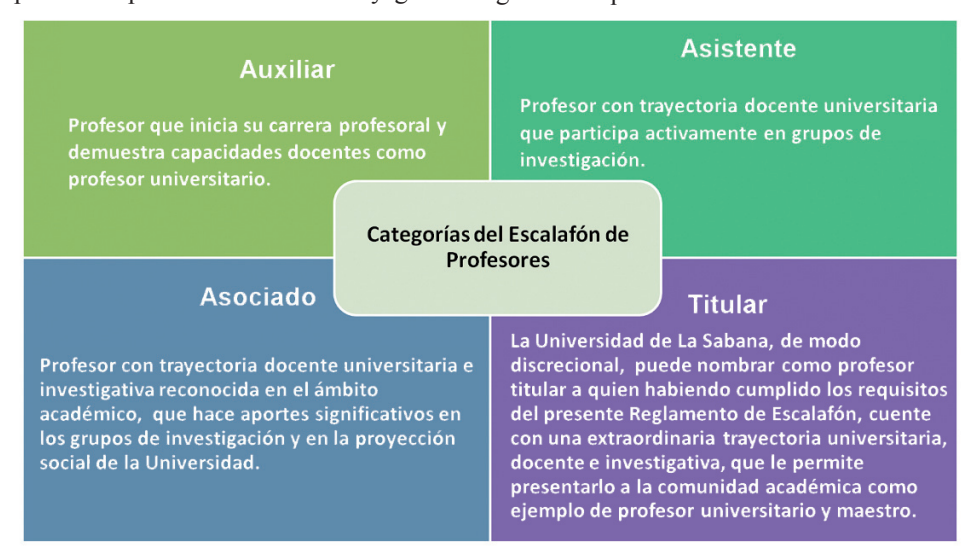 Auxiliar
Profesor que inicia su carrera profesoral y
demuestra capacidades docentes como
profesor universitario.
Asistente
Profesor con trayectoria docente universitaria
que participa activamente en grupos de
investigación.
Categorías del Escalafón de
Profesores
Asociado
Profesor con trayectoria docente universitaria e
investigativa reconocida en el ámbito
académico, que hace aportes significativos en
los grupos de investigación y en la proyección
social de la Universidad.
Titular
La Universidad de La Sabana, de modo
discrecional, puede nombrar como profesor
titular a quien habiendo cumplido los requisitos
del presente Reglamento de Escalafón, cuente
con una extraordinaria trayectoria universitaria,
docente e investigativa, que le permite
presentarlo a la comunidad académica como
ejemplo de profesor universitario y maestro.